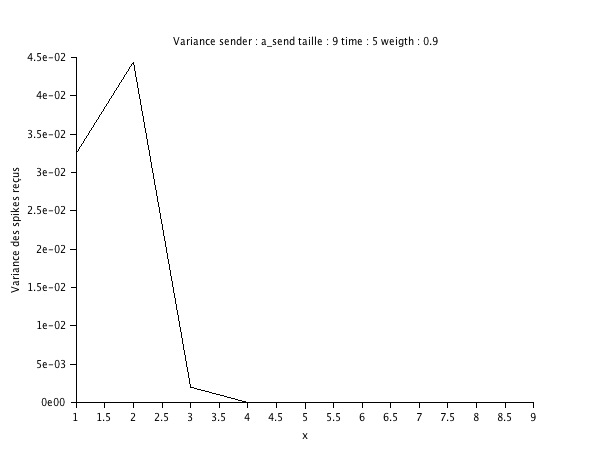 Variance sender : a_send taille : 9 time : 5 weigth : 0.9
4.5e-02
4e-02
3.5e-02
3e-02
2.5e-02
2e-02
1.5e-02
1e-02
5e-03
0e00
Variance des spikes reçus
1 1.5 2 2.5 3 3.5 4 4.5 5 5.5 6 6.5 7 7.5 8 8.5 9
x